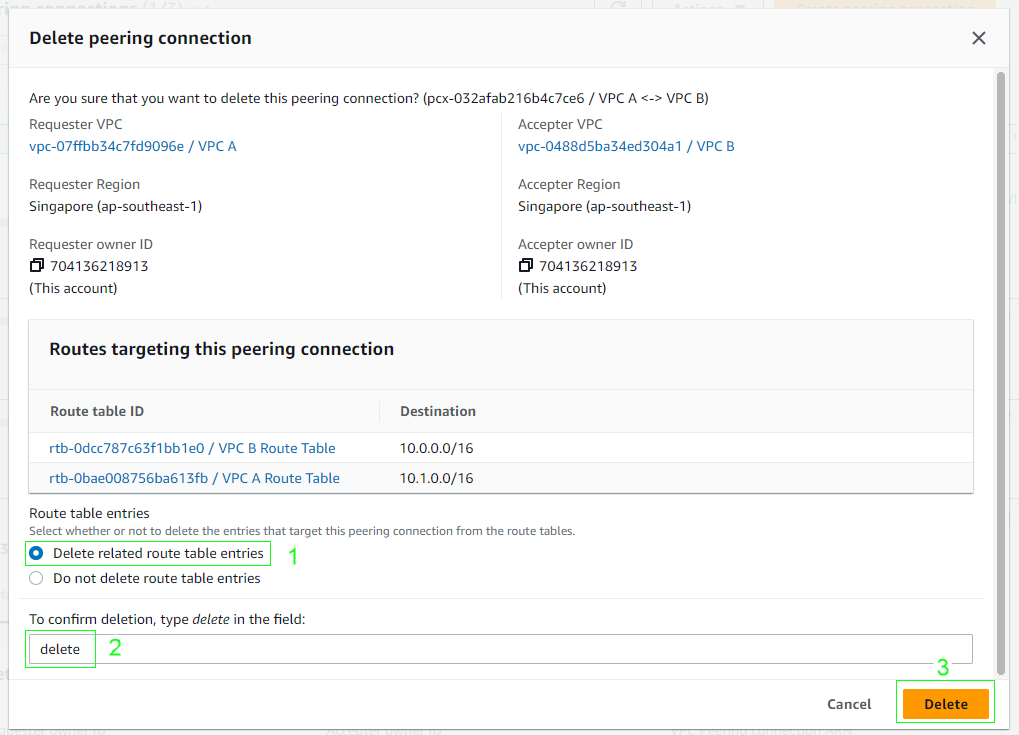 Delete peering connection
Are you sure that you want to delete this peering connection? (pcx-032afab216b4c7ce6 / VPC A <-> VPC B)
Requester VPC
vpc-07ffbb34c7fd9096e / VPC A
Accepter VPC
vpc-0488d5ba34ed304a1 / VPC B
Requester Region
Singapore (ap-southeast-1)
Accepter Region
Singapore (ap-southeast-1)
Requester owner ID
704136218913
(This account)
Accepter owner ID
704136218913
(This account)
Routes targeting this peering connection
Route table ID
Destination
rtb-0dcc787c63f1bb1e0 / VPC B Route Table
10.0.0.0/16
rtb-0bae008756ba613fb / VPC A Route Table
10.1.0.0/16
Route table entries
Select whether or not to delete the entries that target this peering connection from the route tables.
Delete related route table entries
1
Do not delete route table entries
To confirm deletion, type delete in the field:
delete
2
3
Cancel
Delete